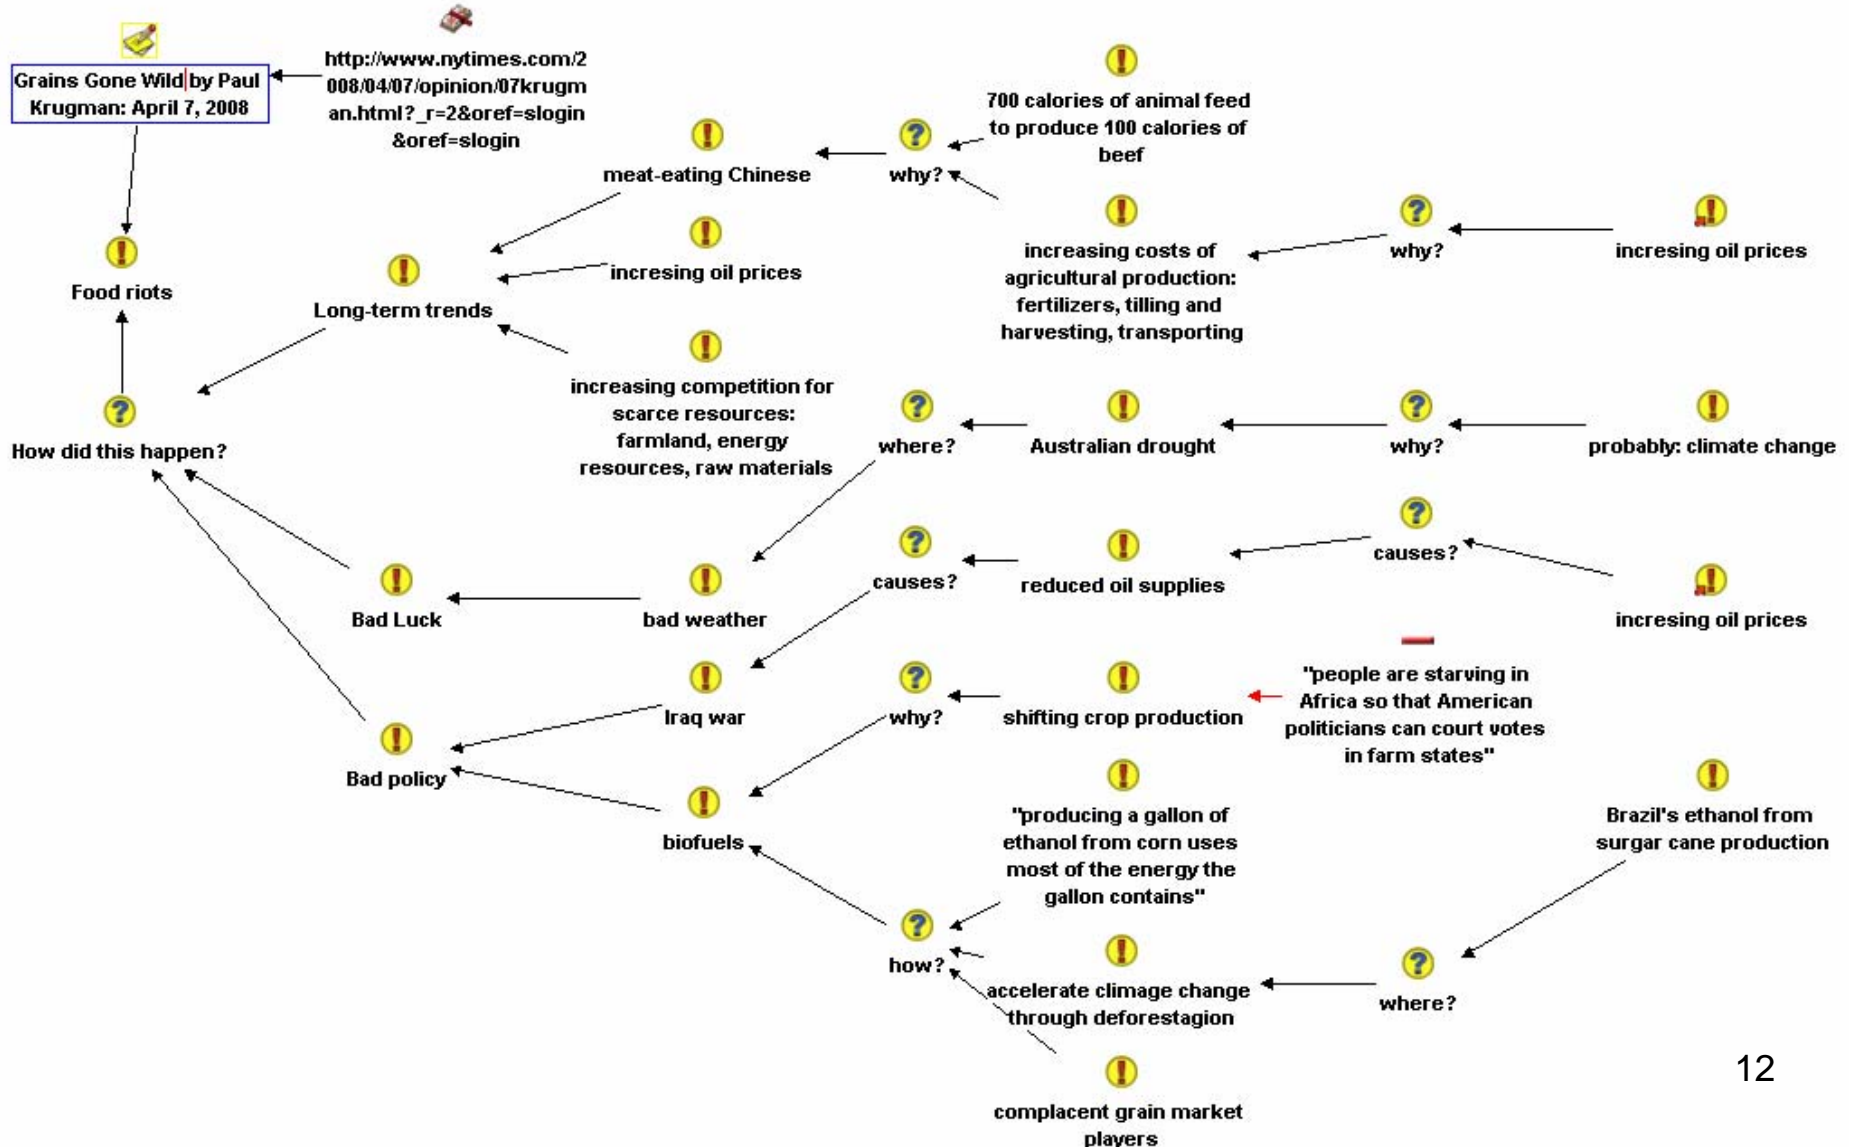 Grains Gone Wild by Paul
Krugman: April 7, 2008
http://www.nytimes.com/2
008/04/07/opinion/07krugm
an.html?_r=2&oref=slogin
&oref=slogin
Food riots
How did this happen?
Long-term trends
meat-eating Chinese
why?
700 calories of animal feed
to produce 100 calories of
beef
increasing costs of
agricultural production:
fertilizers, tilling and
harvesting, transporting
why?
incresing oil prices
incresing oil prices
increasing competition for
scarce resources:
farmland, energy
resources, raw materials
Bad Luck
bad weather
where?
Australian drought
why?
probably: climate change
Bad policy
Iraq war
causes?
reduced oil supplies
causes?
incresing oil prices
biofuels
why?
shifting crop production
"people are starving in
Africa so that American
politicians can court votes
in farm states"
how?
"producing a gallon of
ethanol from corn uses
most of the energy the
gallon contains"
accelerate climage change
through deforestagion
where?
Brazil's ethanol from
surgar cane production
complacent grain market
players
12